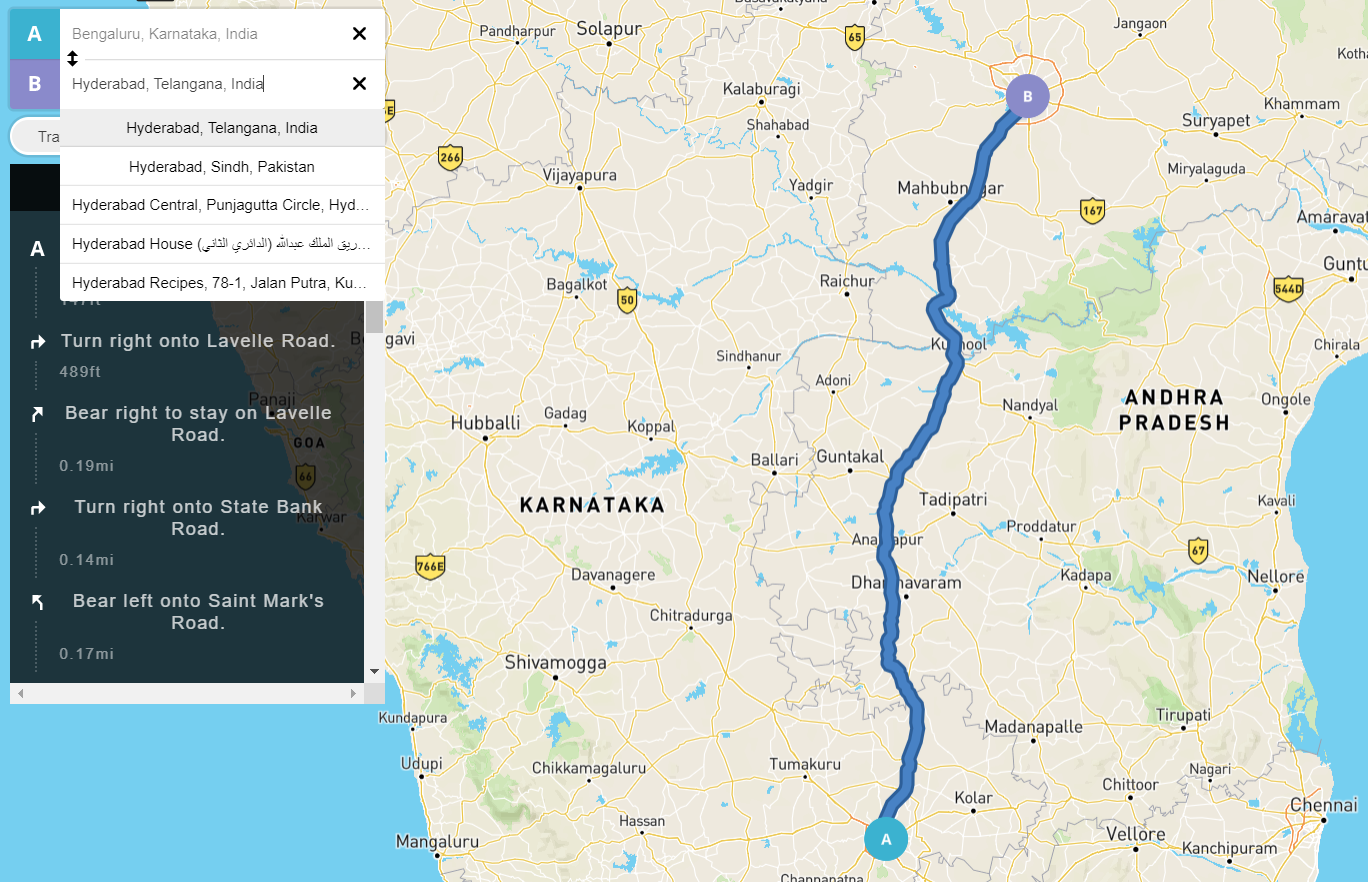 A
Bengaluru, Karnataka, India
B
Hyderabad, Telangana, India
Tra
Hyderabad, Telangana, India
Hyderabad, Sindh, Pakistan
Hyderabad Central, Punjagutta Circle, Hyd...
Hyderabad House (ريق الملك عبدالله (الدائري الثاني...
Hyderabad Recipes, 78-1, Jalan Putra, Ku...
A
147ft
Turn right onto Lavelle Road.
489ft
Bear right to stay on Lavelle
Road.
0.19mi
Turn right onto State Bank
Road.
0.14mi
Bear left onto Saint Mark's
Road.
0.17mi
Pandharpur
Solapur
65
Jangaon
Kalaburagi
B
Khammam
E
Shahabad
Suryapet
266
Vijayapura
Yadgir
Miryalaguda
167
Amaravat
Raichur
Bagalkot
50
Guntu
544D
gavi
Sindhanur
Chirala
Panaji
Adoni
Nandyal
ANDHRA
PRADESH
Ongole
GOA
Hubballi
Gadag
Koppal
66
Ballari
Guntakal
Karwar
KARNATAKA
Tadipatri
Kavali
Proddatur
67
766E
Davanagere
Kadapa
Nellore
Chitradurga
Shivamogga
Kundapura
Tirupati
Madanapalle
Udupi
Chikkamagaluru
Tumakuru
Nagari
Chittoor
Kolar
Chennai
Hassan
A
Vellore
Mangaluru
Kanchipuram